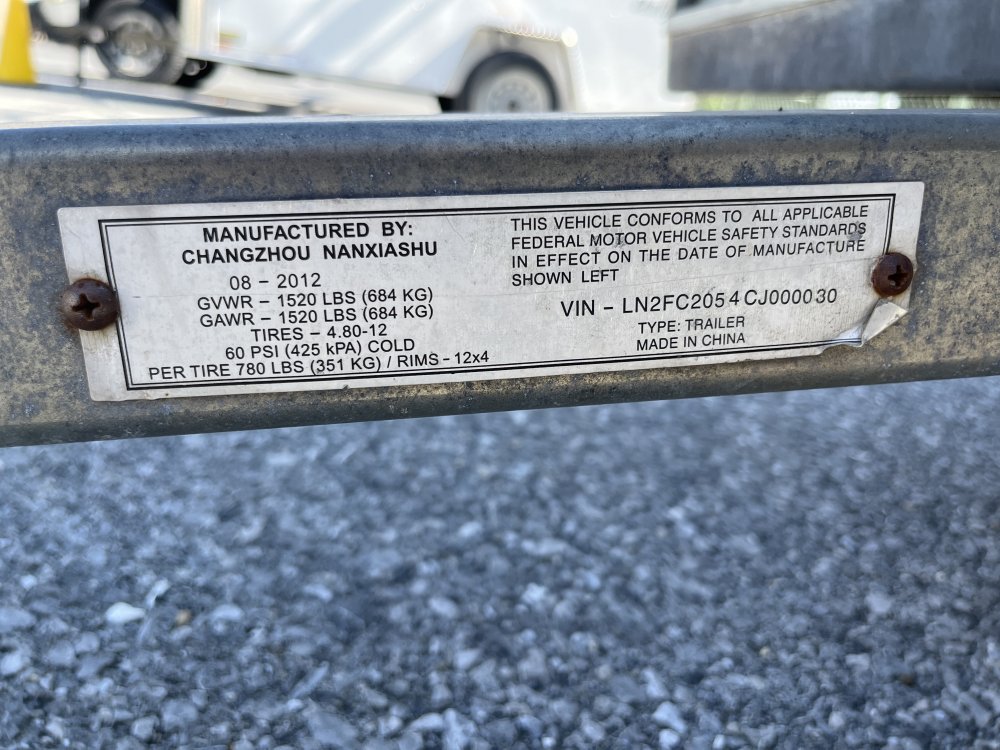 MANUFACTURED BY:
CHANGZHOU NANXIASHU
08 - 2012
GVWR - 1520 LBS (684 KG)
GAWR - 1520 LBS (684 KG)
TIRES - 4.80-12
60 PSI (425 kPA) COLD
PER TIRE 780 LBS (351 KG) / RIMS - 12x4
THIS VEHICLE CONFORMS TO ALL APPLICABLE
FEDERAL MOTOR VEHICLE SAFETY STANDARDS
IN EFFECT ON THE DATE OF MANUFACTURE
SHOWN LEFT
VIN - LN2FC2054CJ000030
TYPE: TRAILER
MADE IN CHINA